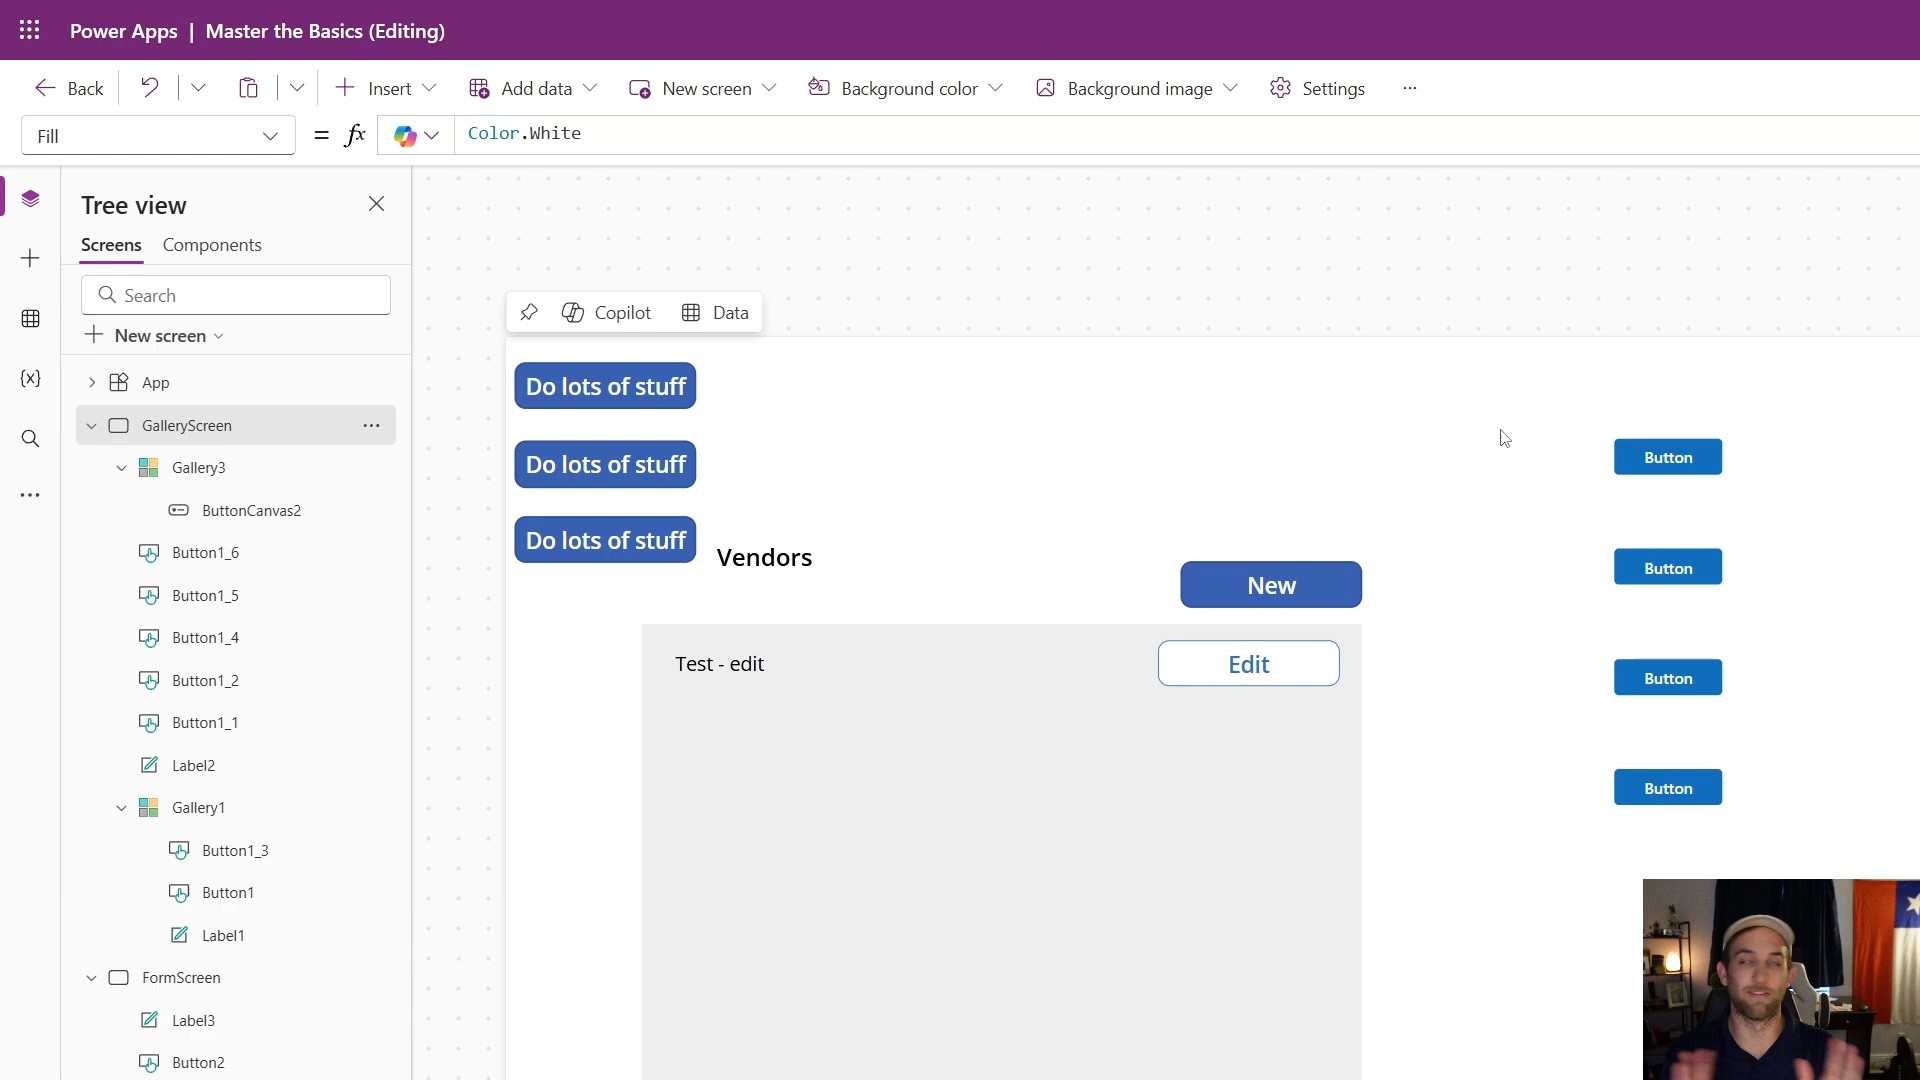 Power Apps | Master the Basics (Editing)
Back
Insert
Add data
New screen
Background color
Background image
Settings
Fill
= fx
Color.White
Tree view
Screens
Components
Search
New screen
App
GalleryScreen
Gallery3
ButtonCanvas2
Button1_6
Button1_5
Button1_4
Button1_2
Button1_1
Label2
Gallery1
Button1_3
Button1
Label1
FormScreen
Label3
Button2
Copilot
Data
Do lots of stuff
Do lots of stuff
Do lots of stuff
Vendors
New
Test - edit
Edit
Button
Button
Button
Button